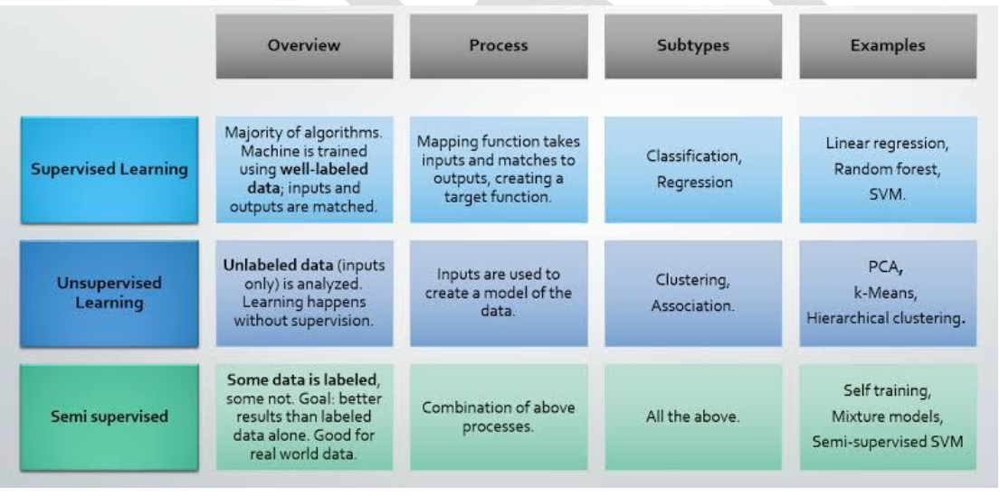 Overview
Process
Subtypes
Examples
Supervised Learning
Majority of algorithms.
Machine is trained
using well-labeled
data; inputs and
outputs are matched.
Mapping function takes
inputs and matches to
outputs, creating a
target function.
Classification,
Regression
Linear regression,
Random forest,
SVM.
Unsupervised
Learning
Unlabeled data (inputs
only) is analyzed.
Learning happens
without supervision.
Inputs are used to
create a model of the
data.
Clustering,
Association.
PCA,
k-Means,
Hierarchical clustering.
Semi supervised
Some data is labeled,
some not. Goal: better
results than labeled
data alone. Good for
real world data.
Combination of above
processes.
All the above.
Self training,
Mixture models,
Semi-supervised SVM